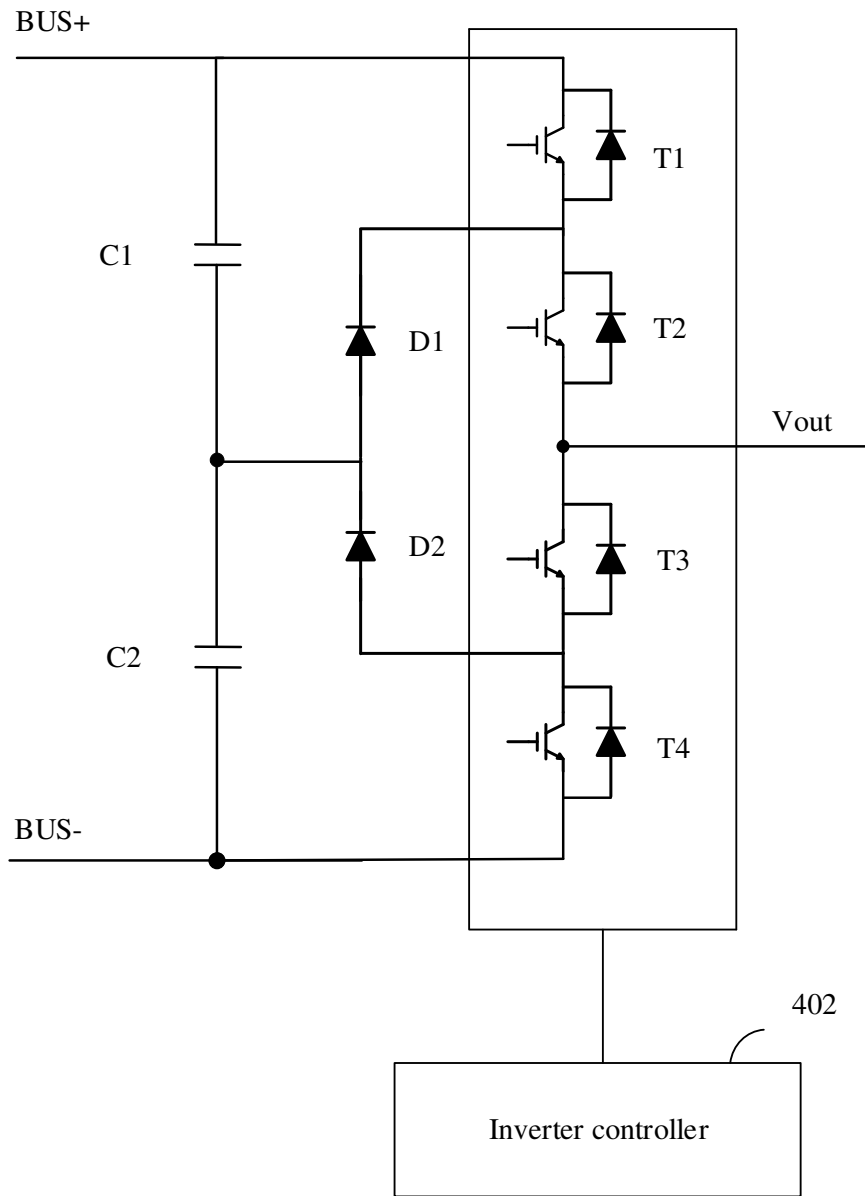 BUS+
T1
C1
D1
T2
Vout
D2
T3
C2
T4
BUS-
402
Inverter controller